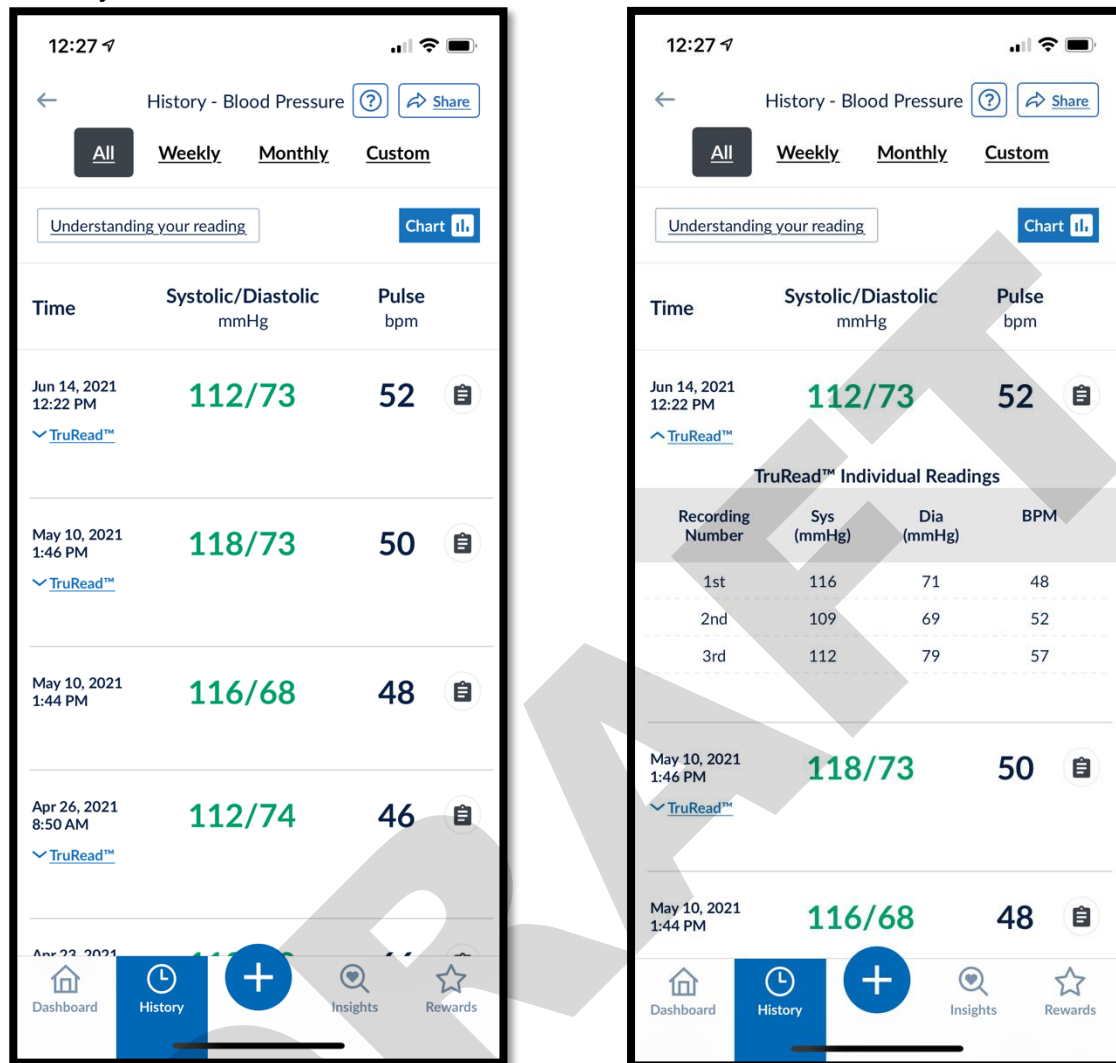 12:27
History - Blood Pressure ? Share
All Weekly Monthly Custom
Understanding your reading Chart
Time Systolic/Diastolic mmHg Pulse bpm
Jun 14, 2021
12:22 PM
112/73 52
TruRead™
May 10, 2021
1:46 PM
118/73 50
TruRead™
May 10, 2021
1:44 PM
116/68 48
Apr 26, 2021
8:50 AM
112/74 46
TruRead™
Apr 23, 2021
Dashboard History + Insights Rewards
12:27
History - Blood Pressure ? Share
All Weekly Monthly Custom
Understanding your reading Chart
Time Systolic/Diastolic mmHg Pulse bpm
Jun 14, 2021
12:22 PM
112/73 52
TruRead™
TruRead™ Individual Readings
Recording Number Sys (mmHg) Dia (mmHg) BPM
1st 116 71 48
2nd 109 69 52
3rd 112 79 57
May 10, 2021
1:46 PM
118/73 50
TruRead™
May 10, 2021
1:44 PM
116/68 48
Dashboard History + Insights Rewards
DRAFT